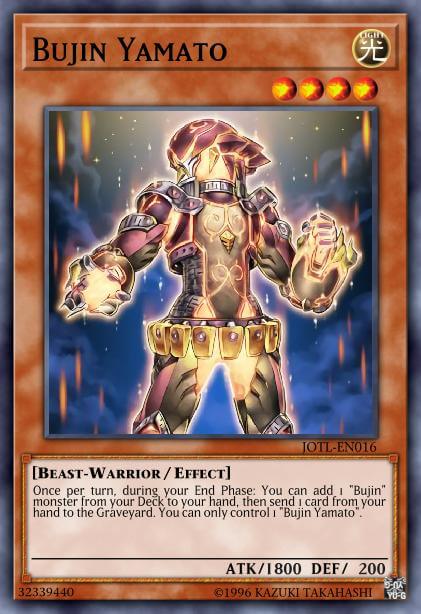 BUJIN YAMATO
LIGHT
光
JOTL-EN016
[BEAST-WARRIOR / EFFECT]
Once per turn, during your End Phase: You can add 1 "Bujin"
monster from your Deck to your hand, then send 1 card from your
hand to the Graveyard. You can only control 1 "Bujin Yamato".
ATK/1800 DEF/ 200
32339440
©1996 KAZUKI TAKAHASHI